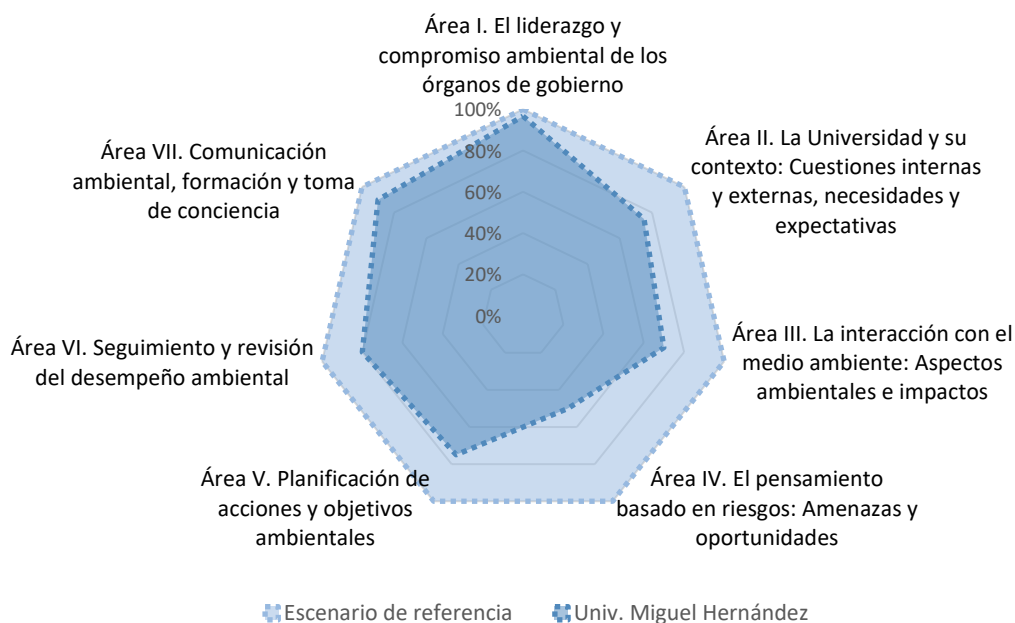 Área I. El liderazgo y
compromiso ambiental de los
órganos de gobierno
100%
80%
60%
40%
20%
0%
Área II. La Universidad y su
contexto: Cuestiones internas
y externas, necesidades y
expectativas
Área III. La interacción con el
medio ambiente: Aspectos
ambientales e impactos
Área IV. El pensamiento
basado en riesgos: Amenazas y
oportunidades
Área V. Planificación de
acciones y objetivos
ambientales
Área VI. Seguimiento y revisión
del desempeño ambiental
Área VII. Comunicación
ambiental, formación y toma
de conciencia
Escenario de referencia
Univ. Miguel Hernández